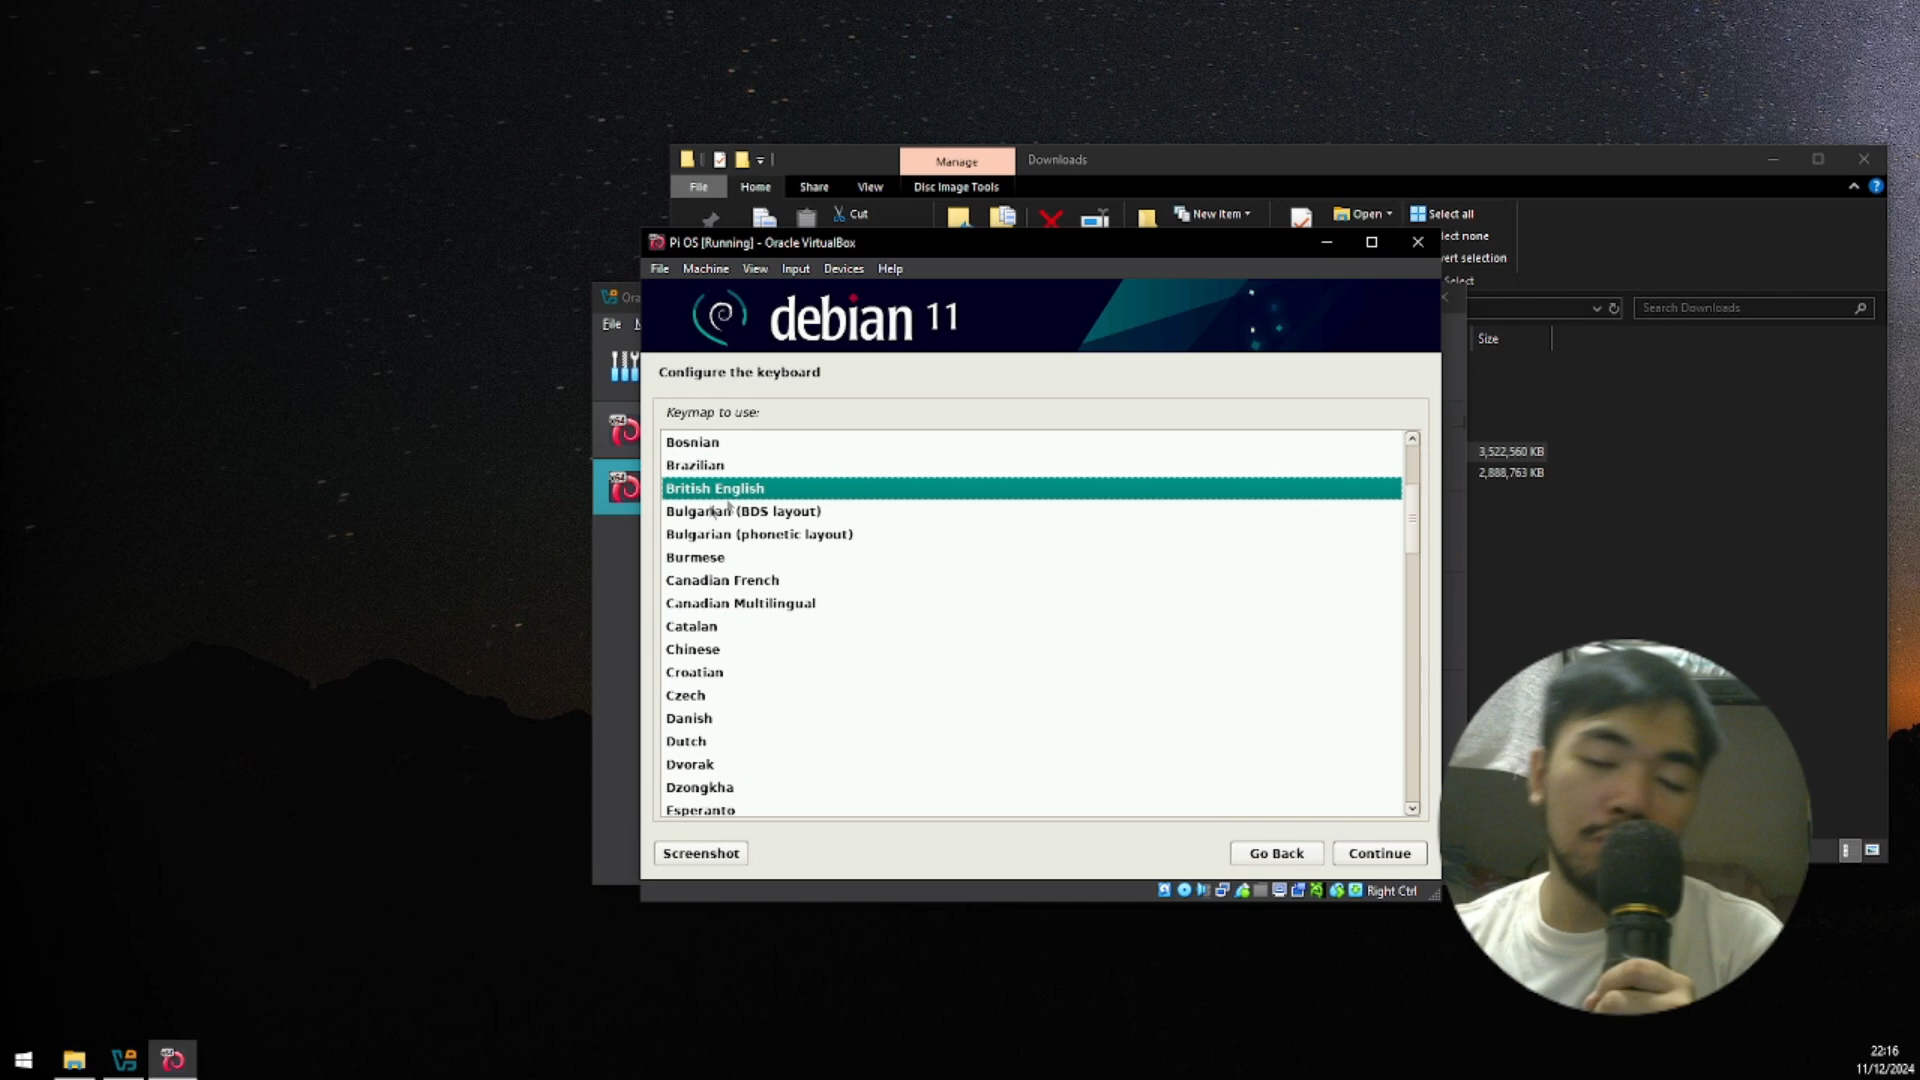 Manage
Downloads
File
Home
Share
View
Disc Image Tools
Cut
New item
Open
Select all
lect none
vert selection
Select
Pi OS [Running] - Oracle VirtualBox
File
Machine
View
Input
Devices
Help
Ora
File
M
debian 11
Search Downloads
Size
Configure the keyboard
Keymap to use:
Bosnian
Brazilian
British English
Bulgarian (BDS layout)
Bulgarian (phonetic layout)
Burmese
Canadian French
Canadian Multilingual
Catalan
Chinese
Croatian
Czech
Danish
Dutch
Dvorak
Dzongkha
Esperanto
3,522,560 KB
2,888,763 KB
Screenshot
Go Back
Continue
Right Ctrl
22:16
11/12/2024